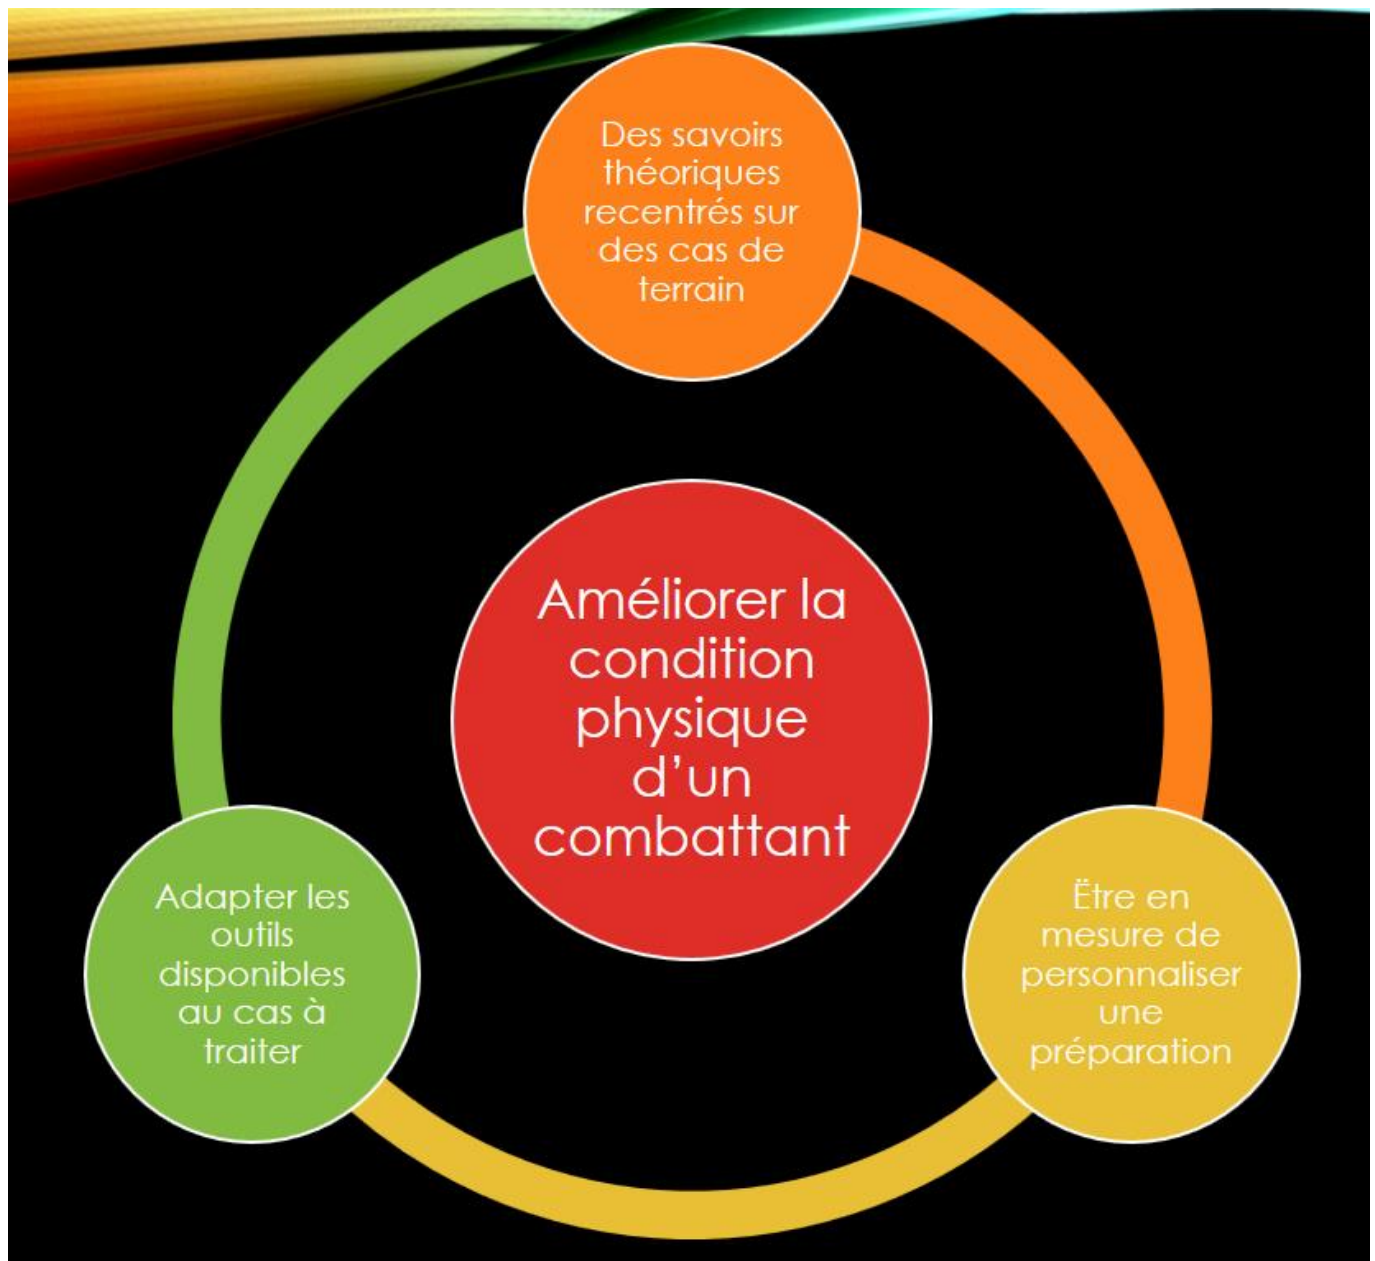 Des savoirs
théoriques
recentrés sur
des cas de
terrain
Améliorer la
condition
physique
d’un
combattant
Adapter les
outils
disponibles
au cas à
traiter
Ëtre en
mesure de
personnaliser
une
préparation